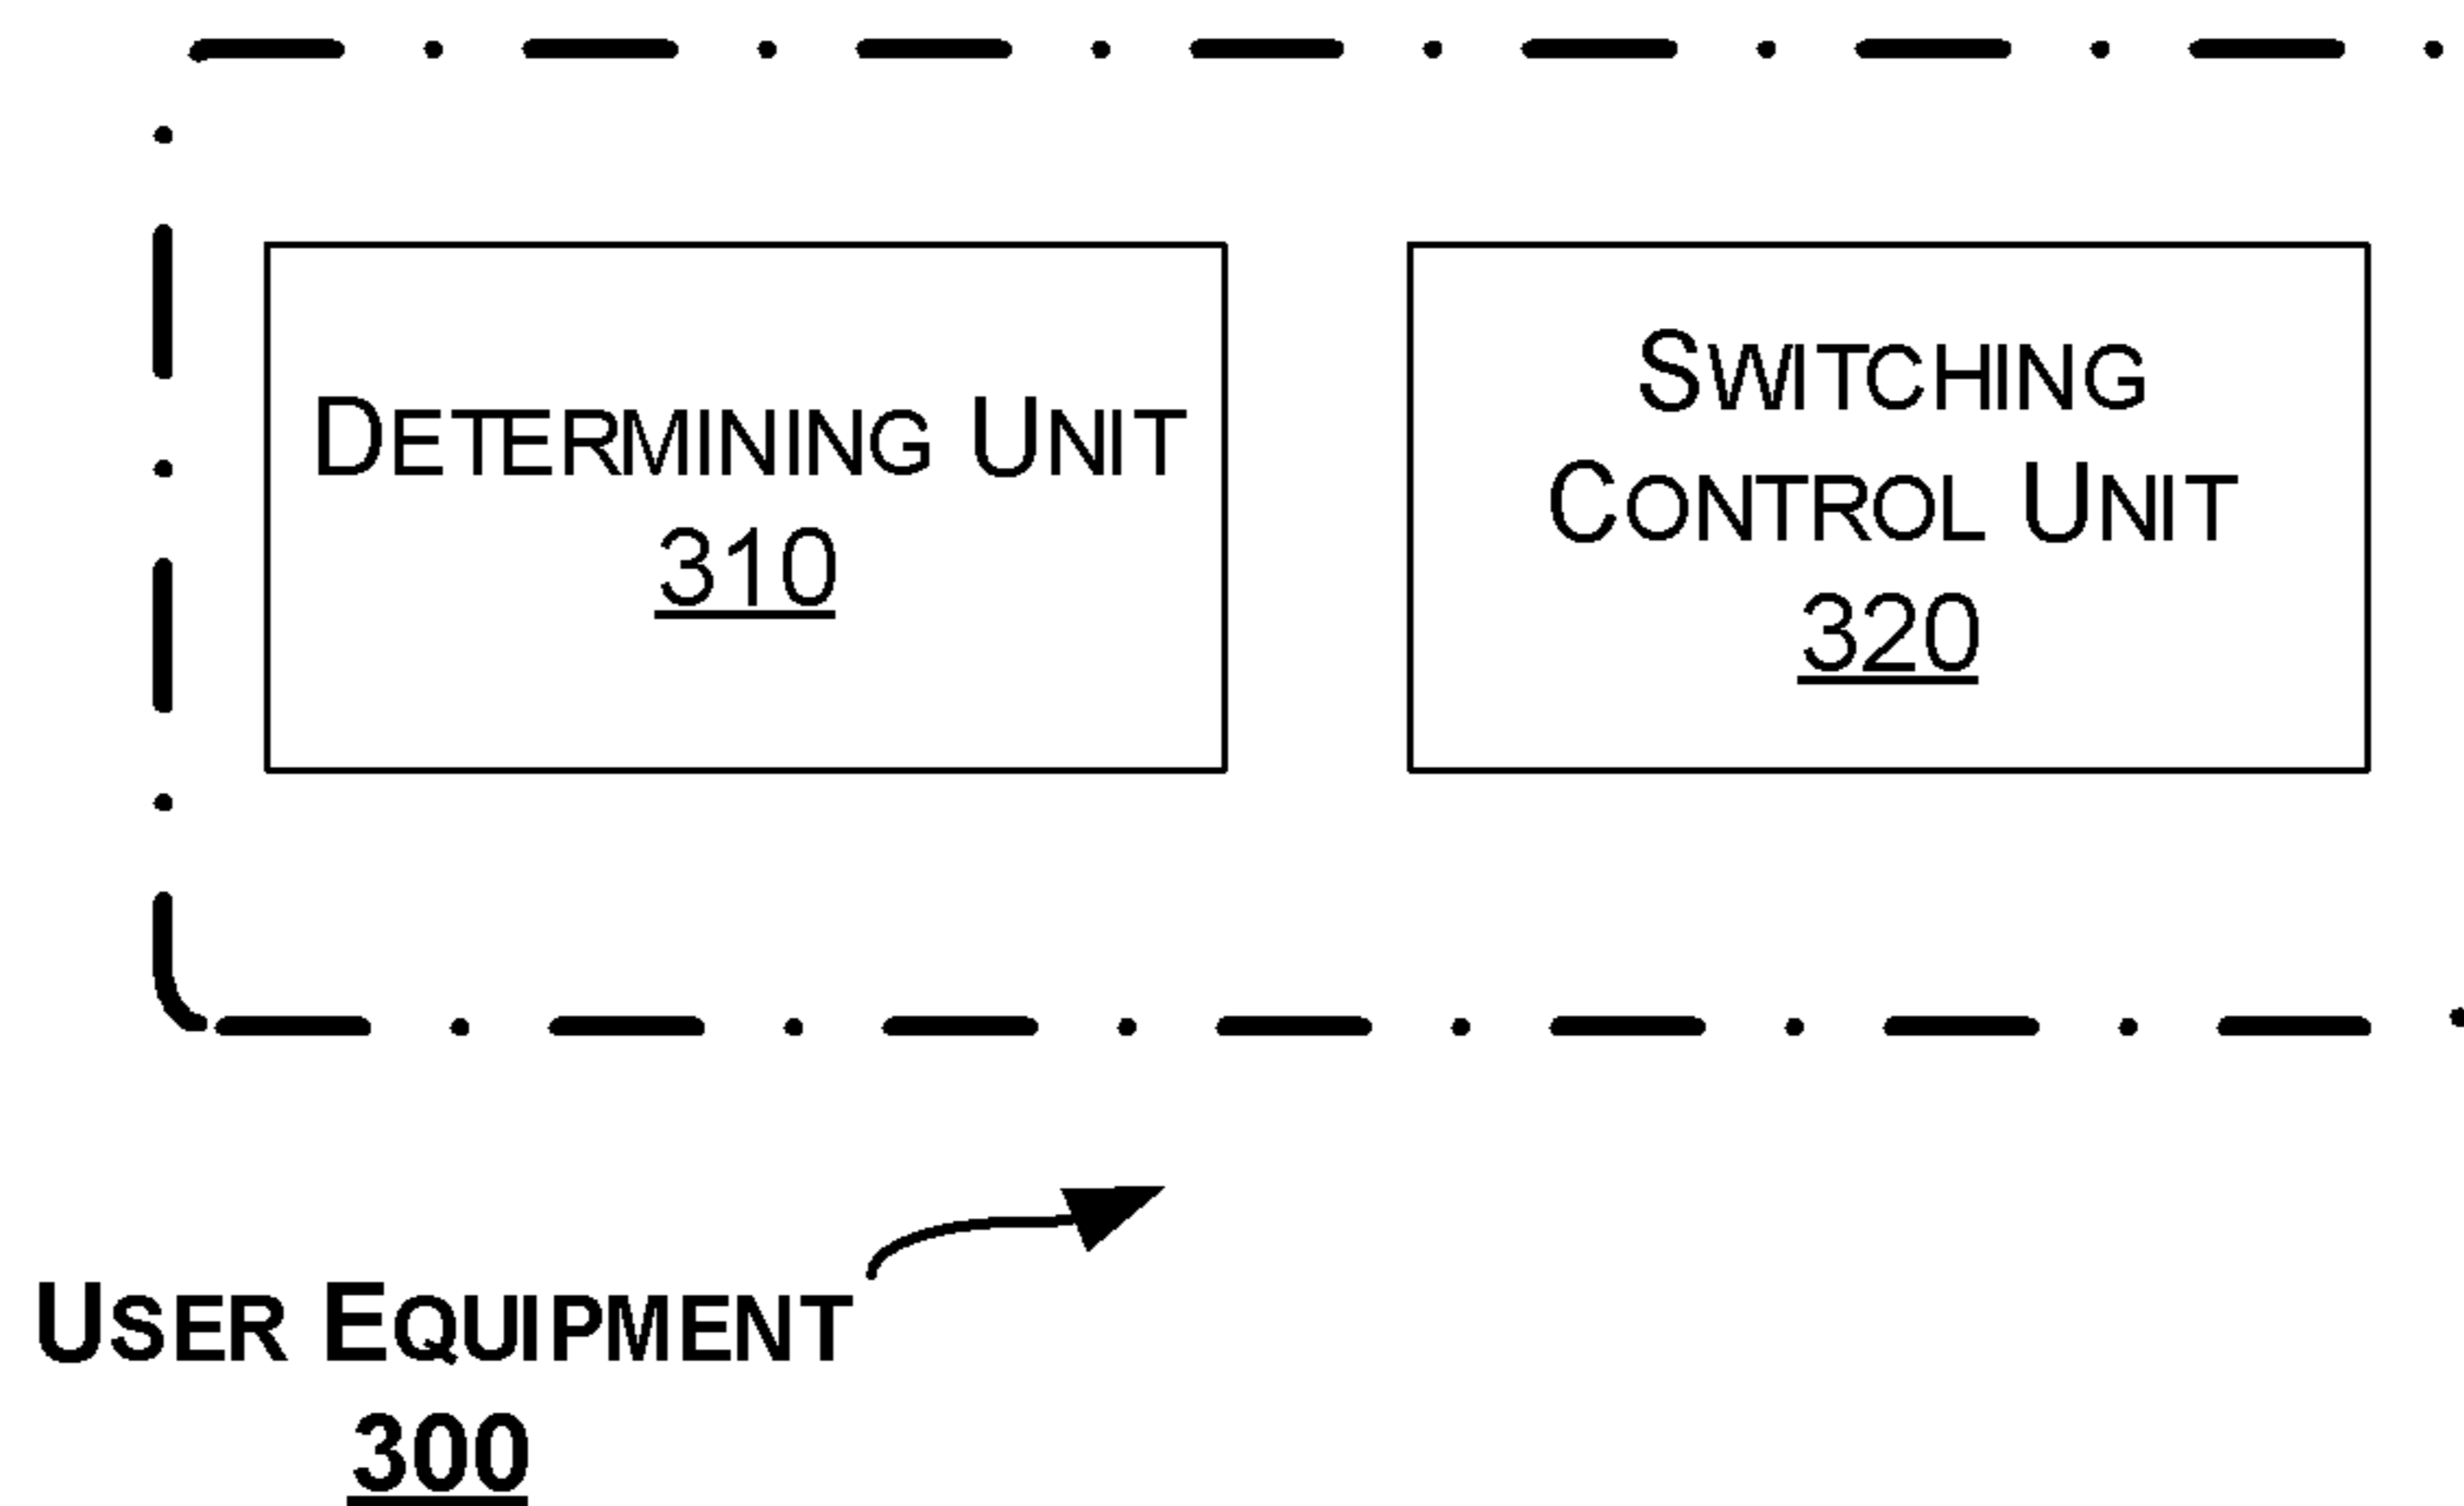 DETERMINING UNIT
310
SWITCHING
CONTROL UNIT
320
USER EQUIPMENT
300